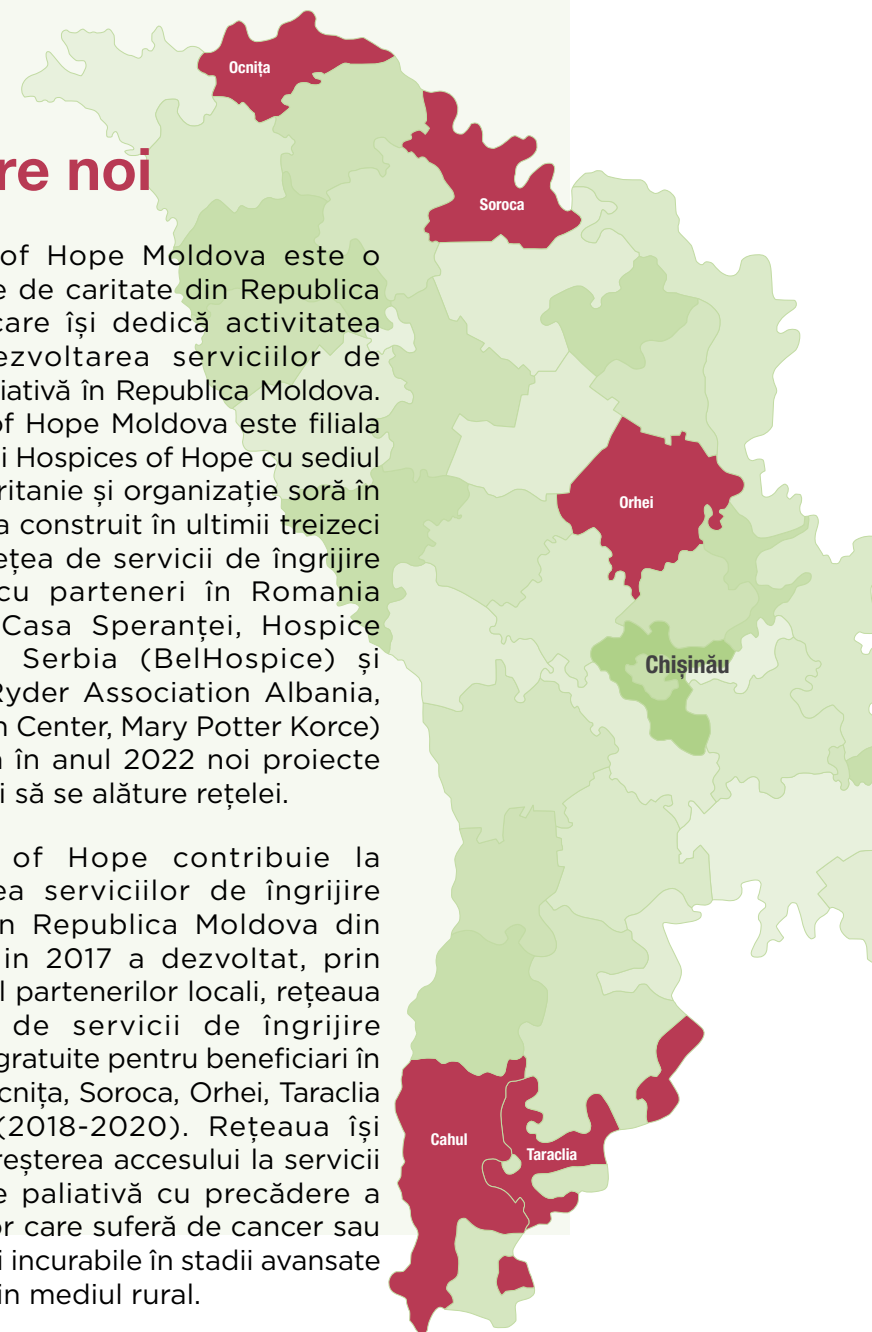 re noi
of Hope Moldova este o
e de caritate din Republica
care își dedică activitatea
ezvoltarea serviciilor de
iativă în Republica Moldova.
of Hope Moldova este filiala
i Hospices of Hope cu sediul
ritanie și organizație soră în
a construit în ultimii treizeci
ețea de servicii de îngrijire
cu parteneri în Romania
Casa Speranței, Hospice
Serbia (BelHospice) și
Ryder Association Albania,
n Center, Mary Potter Korce)
în anul 2022 noi proiecte
i să se alăture rețelei.
of Hope contribuie la
ea serviciilor de îngrijire
n Republica Moldova din
in 2017 a dezvoltat, prin
l partenerilor locali, rețeaua
de servicii de îngrijire
gratuite pentru beneficiari în
cnița, Soroca, Orhei, Taraclia
(2018-2020). Rețeaua își
reșterea accesului la servicii
e paliativă cu precădere a
or care suferă de cancer sau
i incurabile în stadii avansate
in mediul rural.
Ocnița
Soroca
Orhei
Chișinău
Cahul
Taraclia